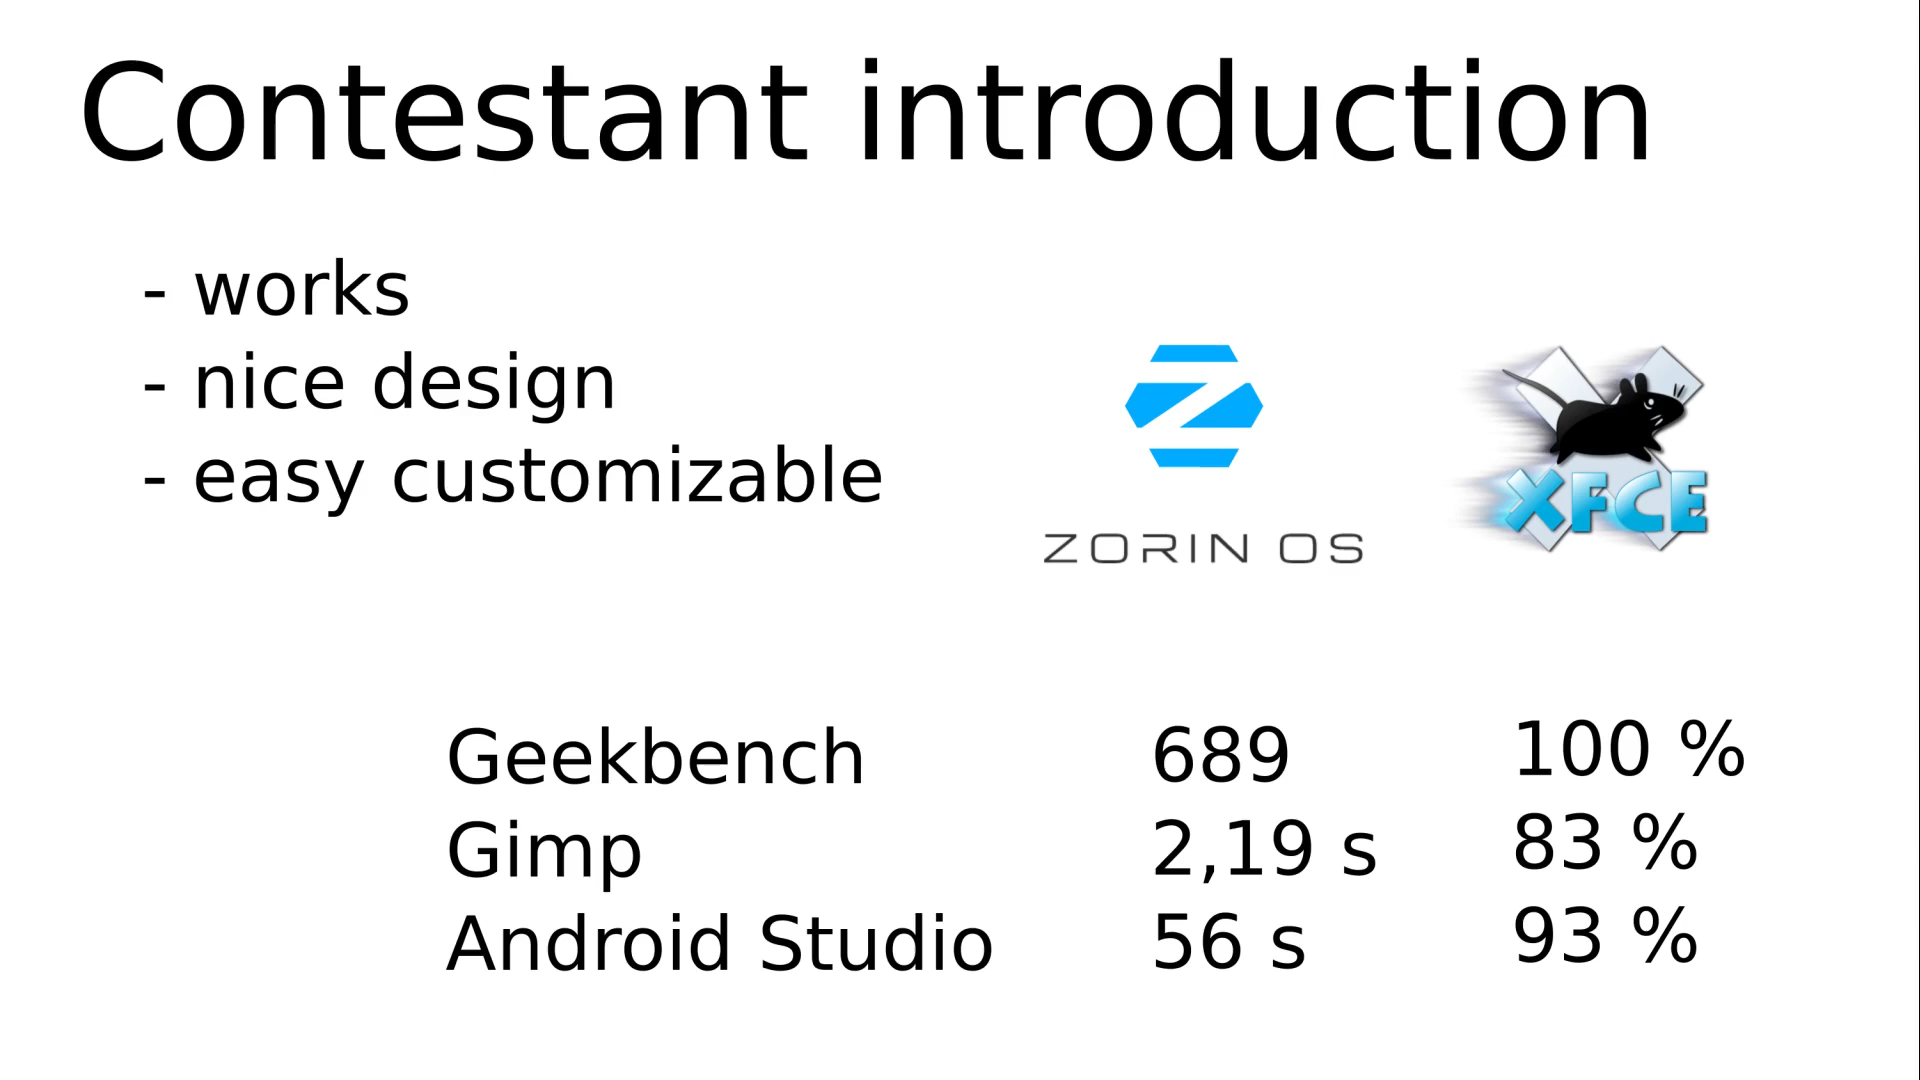 Contestant introduction
- works
- nice design
- easy customizable
ZORIN OS
XFCE
Geekbench 689 100 %
Gimp 2,19 s 83 %
Android Studio 56 s 93 %